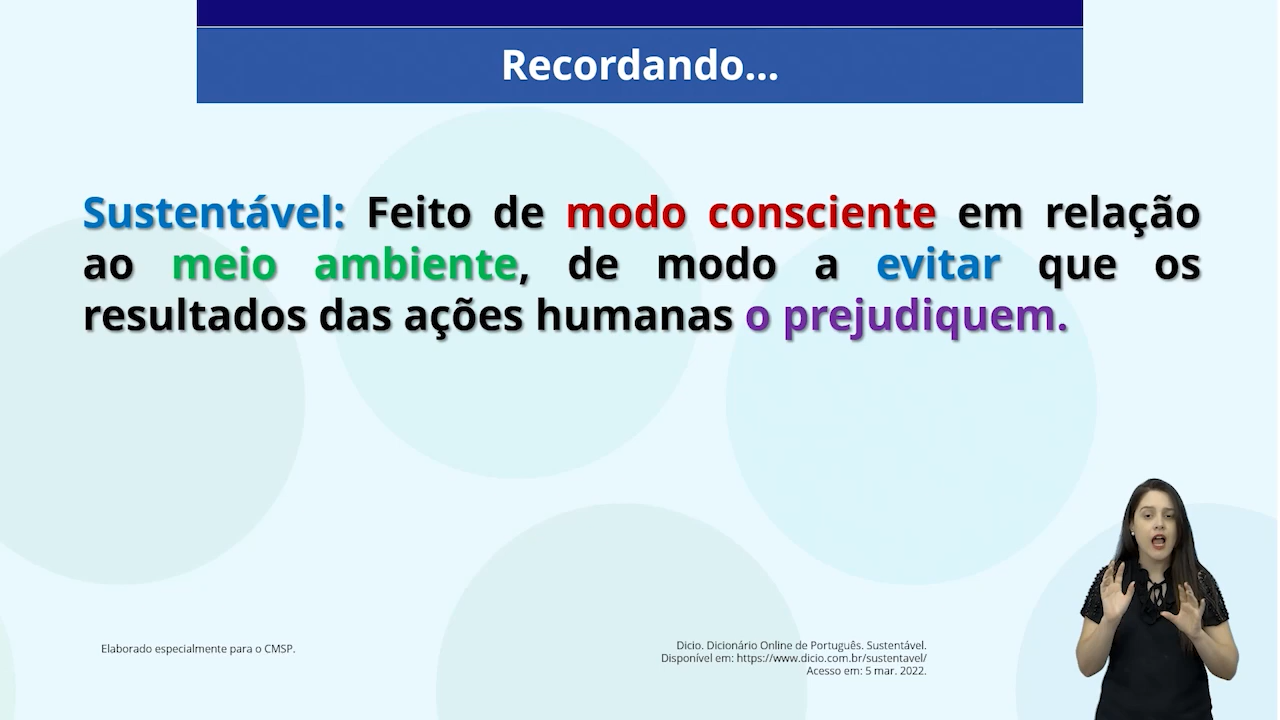 Recordando...
Sustentável: Feito de modo consciente em relação
ao meio ambiente, de modo a evitar que os
resultados das ações humanas o prejudiquem.
Elaborado especialmente para o CMSP.
Dicio. Dicionário Online de Português. Sustentável.
Disponível em: https://www.dicio.com.br/sustentavel/
Acesso em: 5 mar. 2022.